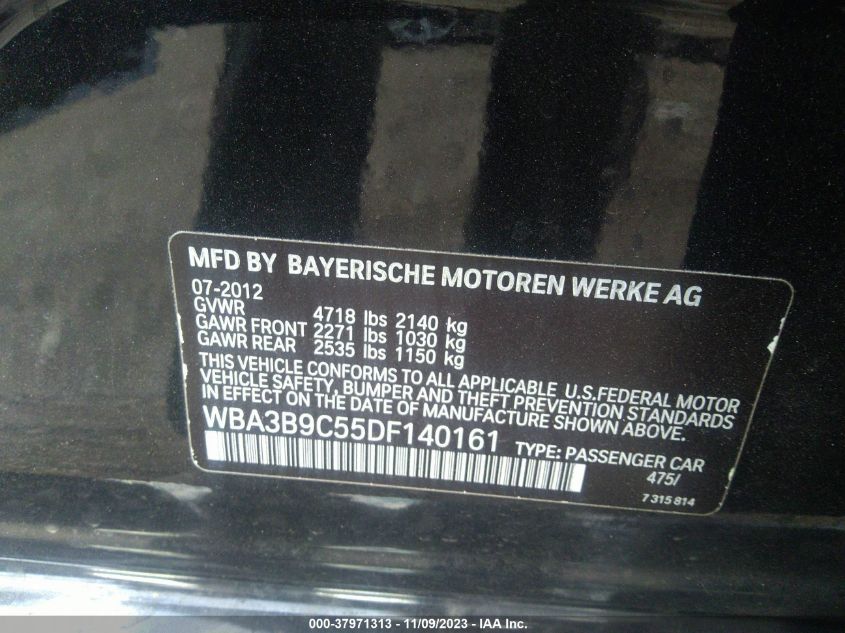 MFD BY BAYERISCHE MOTOREN WERKE AG
07-2012
GVWR 4718 lbs 2140 kg
GAWR FRONT 2271 lbs 1030 kg
GAWR REAR 2535 lbs 1150 kg
THIS VEHICLE CONFORMS TO ALL APPLICABLE U.S.FEDERAL MOTOR
VEHICLE SAFETY, BUMPER AND THEFT PREVENTION STANDARDS
IN EFFECT ON THE DATE OF MANUFACTURE SHOWN ABOVE.
WBA3B9C55DF140161 TYPE: PASSENGER CAR
475/
7 315 814
000-37971313 - 11/09/2023 - IAA Inc.